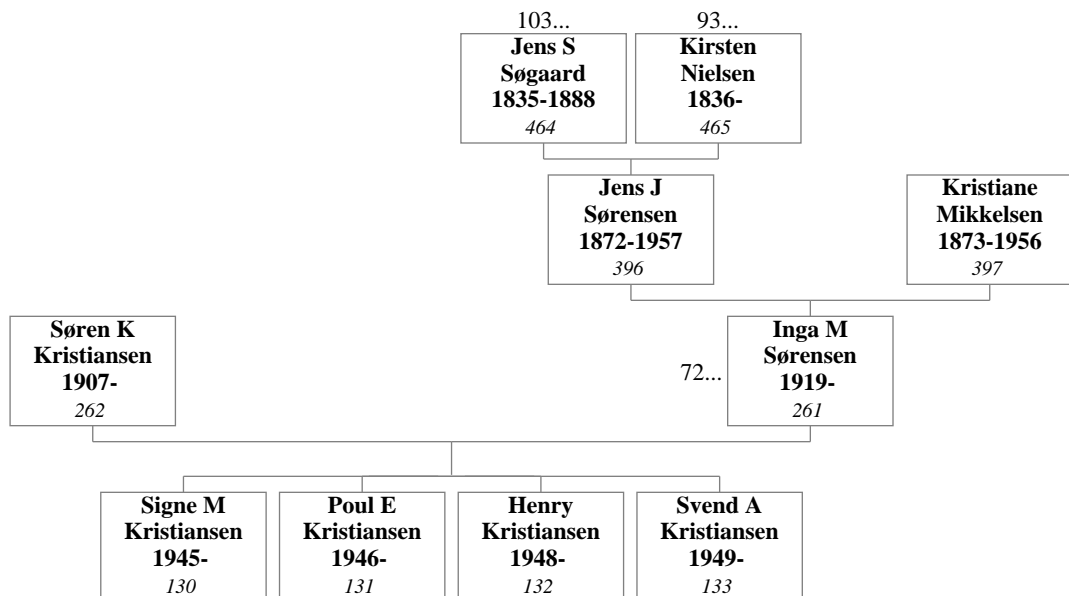 103...
93...
Jens S
Søgaard
1835-1888
464
Kirsten
Nielsen
1836-
465
Jens J
Sørensen
1872-1957
396
Kristiane
Mikkelsen
1873-1956
397
Søren K
Kristiansen
1907-
262
72...
Inga M
Sørensen
1919-
261
Signe M
Kristiansen
1945-
130
Poul E
Kristiansen
1946-
131
Henry
Kristiansen
1948-
132
Svend A
Kristiansen
1949-
133